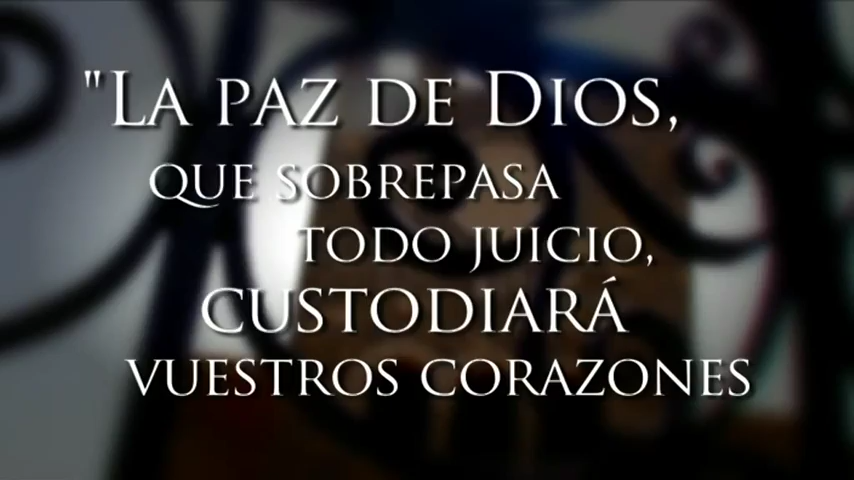 "La paz de Dios,
que sobrepasa
todo juicio,
custodiará
vuestros corazones